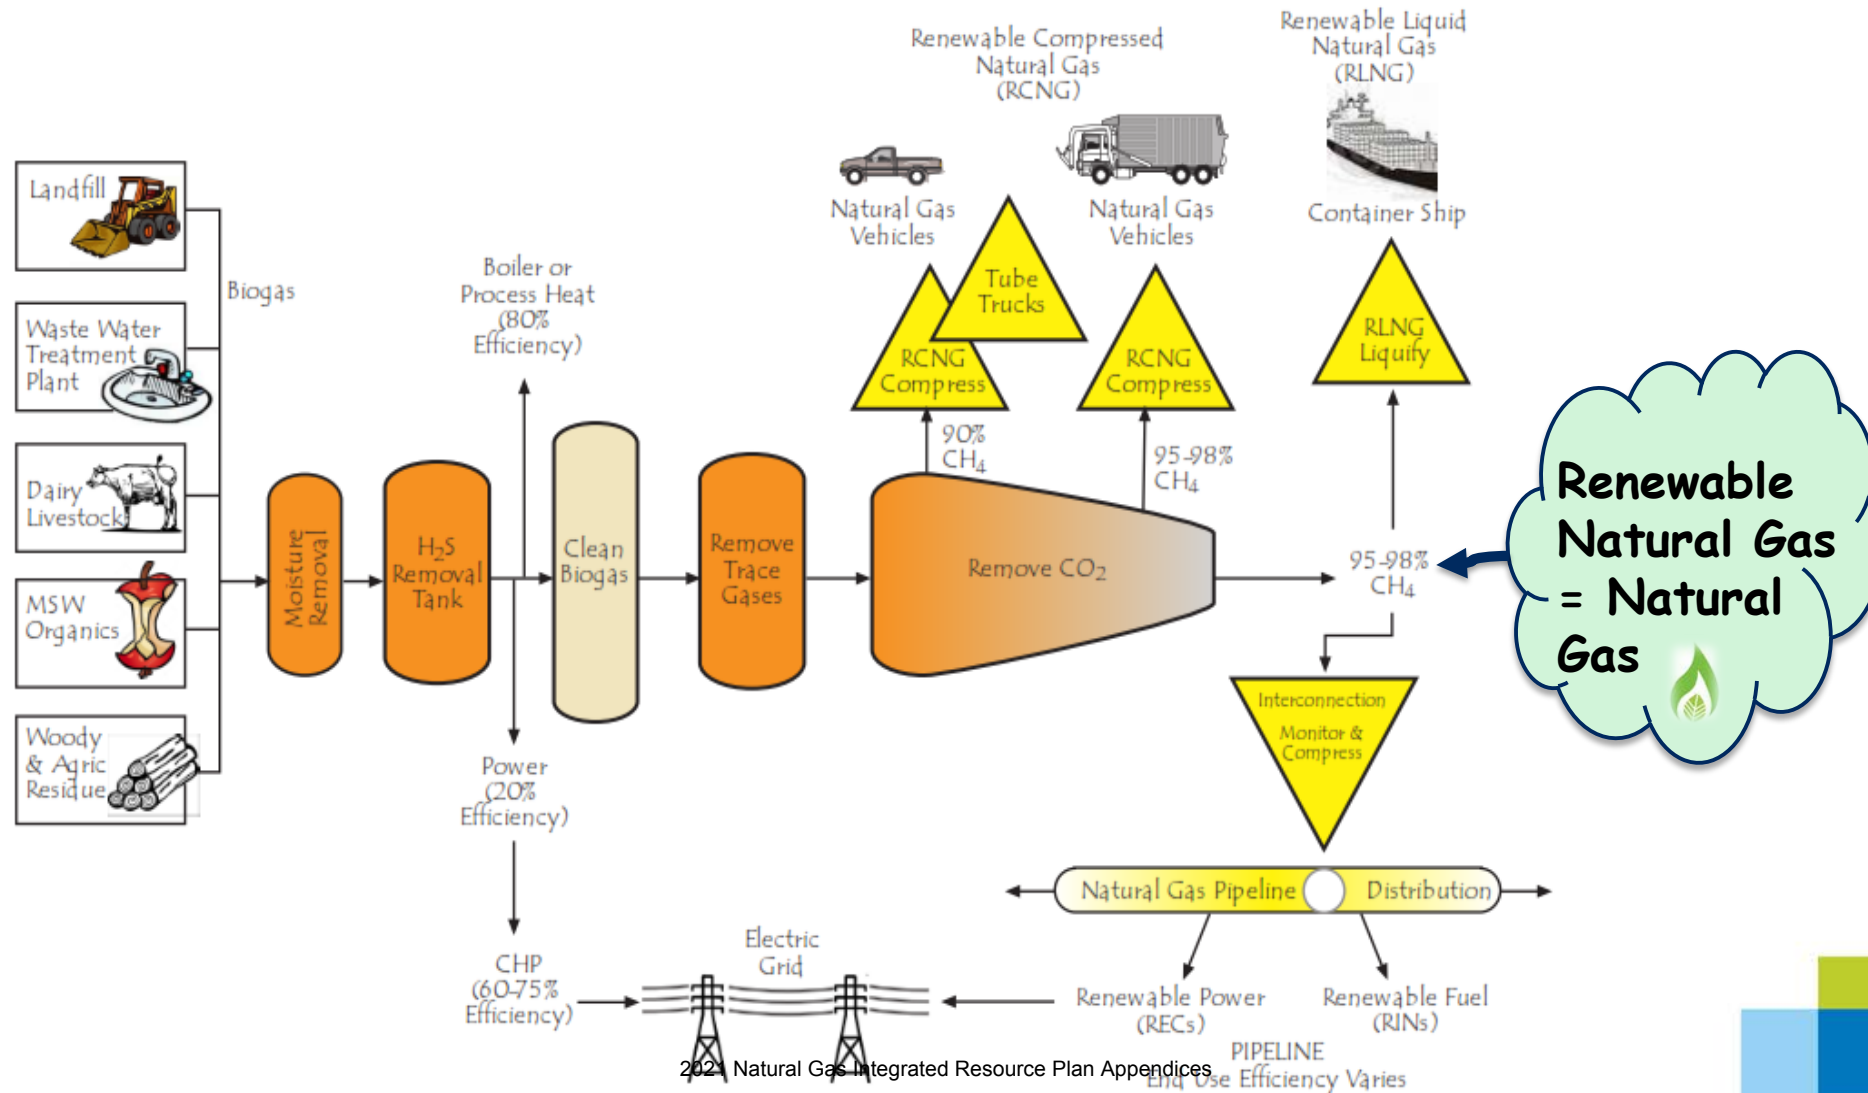 Renewable Compressed
Natural Gas
(RCNG)
Renewable Liquid
Natural Gas
(RLNG)
Natural Gas
Vehicles
Natural Gas
Vehicles
Container Ship
Landfill
Biogas
Waste Water
Treatment
Plant
Dairy
Livestock
MSW
Organics
Woody
& Agric
Residue
Boiler or
Process Heat
(80%
Efficiency)
Tube
Trucks
RCNG
Compress
RCNG
Compress
RLNG
Liquify
90%
CH₄
95-98%
CH₄
Moisture
Removal
H₂S
Removal
Tank
Clean
Biogas
Remove
Trace
Gases
Remove CO₂
95-98%
CH₄
Renewable
Natural Gas
= Natural
Gas
Interconnection
Monitor &
Compress
Power
(20%
Efficiency)
Natural Gas Pipeline
Distribution
CHP
(60-75%
Efficiency)
Electric
Grid
Renewable Power
(RECs)
Renewable Fuel
(RINs)
PIPELINE
End Use Efficiency Varies
2021 Natural Gas Integrated Resource Plan Appendices